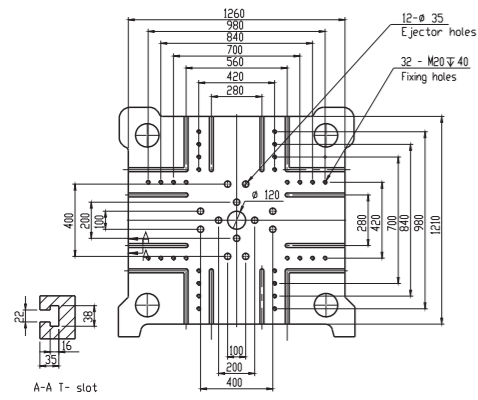 1260
980
840
700
560
420
280
12-ø 35
Ejector holes
32 - M20↧40
Fixing holes
400
200
100
ø 120
A
A
280
420
700
840
980
1210
100
200
400
22
38
16
35
A-A T- slot